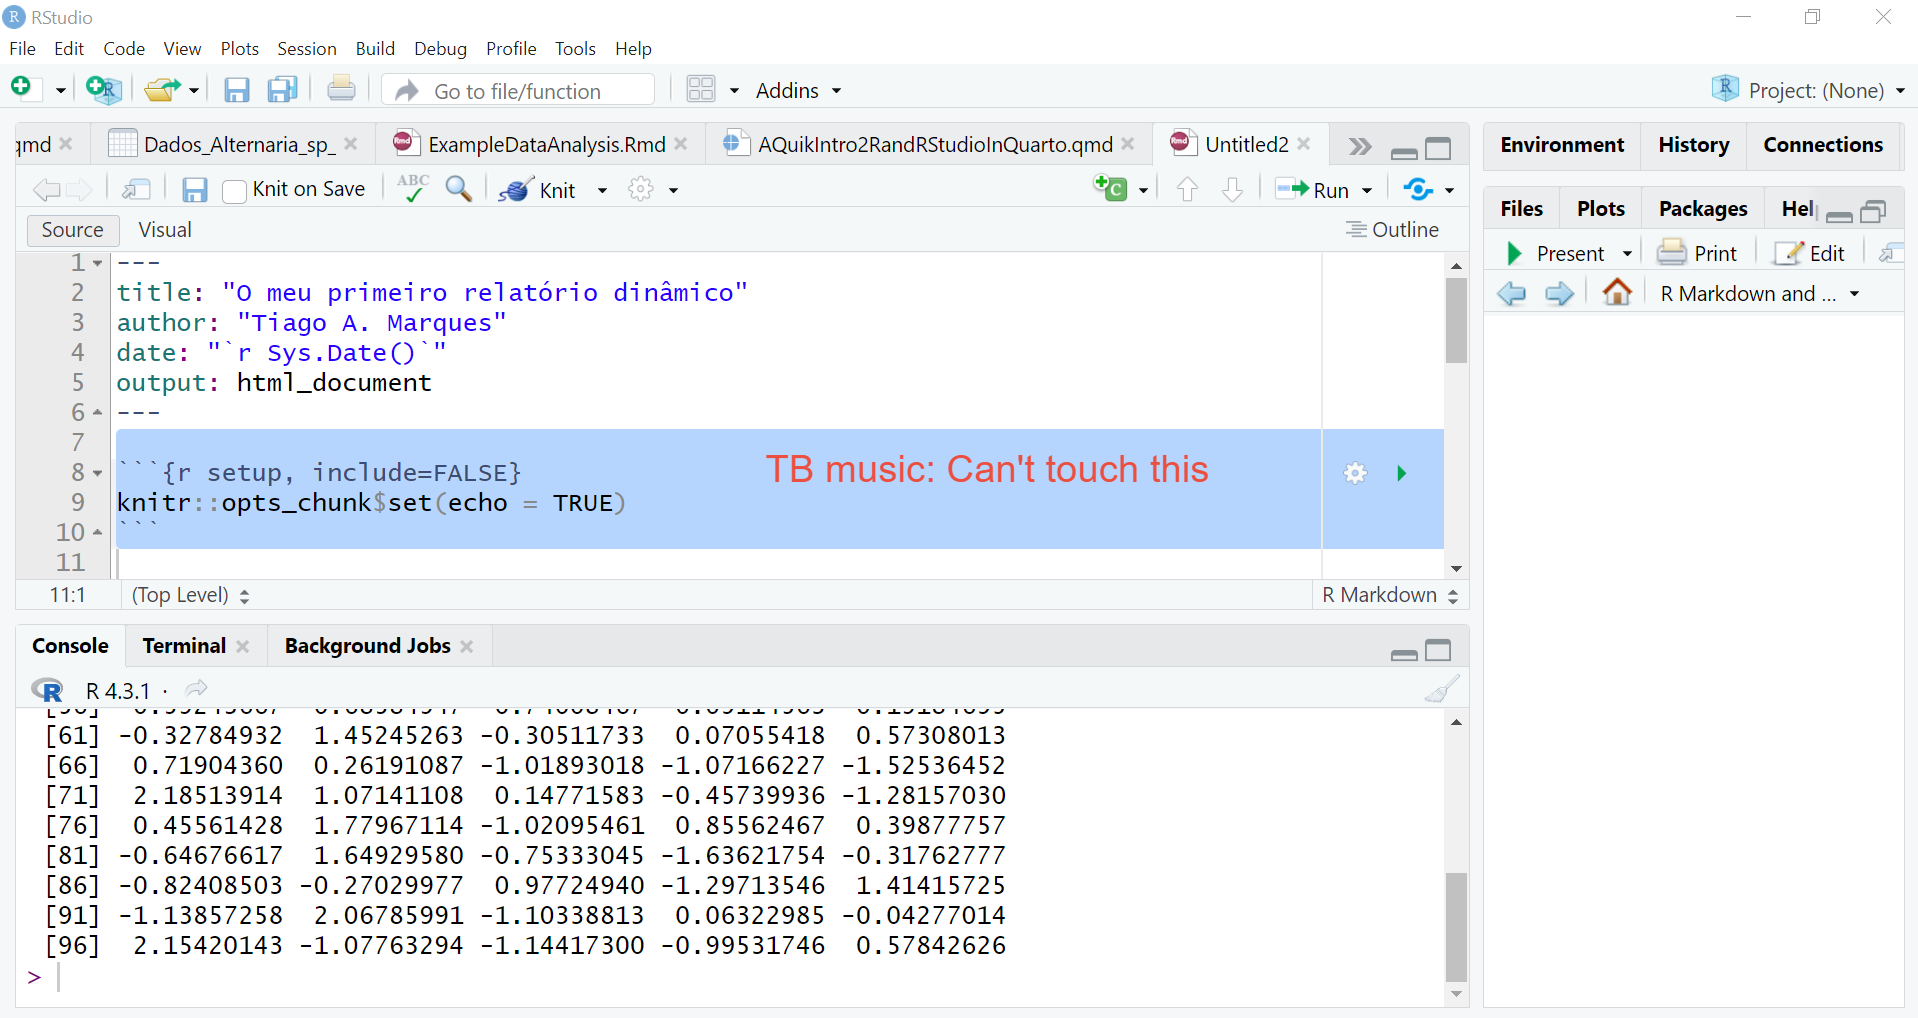 RStudio
File Edit Code View Plots Session Build Debug Profile Tools Help
Go to file/function Addins Project: (None)
qmd Dados_Alternaria_sp_ ExampleDataAnalysis.Rmd AQuikIntro2RandRStudioInQuarto.qmd Untitled2
Knit on Save ABC Knit Run
Source Visual Outline
1 ---
2 title: "O meu primeiro relatório dinâmico"
3 author: "Tiago A. Marques"
4 date: "`r Sys.Date()`"
5 output: html_document
6 ---
7
8 ```{r setup, include=FALSE}
TB music: Can't touch this
9 knitr::opts_chunk$set(echo = TRUE)
10 ```
11
11:1 (Top Level) R Markdown
Console Terminal Background Jobs
R 4.3.1 ·
[61] -0.32784932 1.45245263 -0.30511733 0.07055418 0.57308013
[66] 0.71904360 0.26191087 -1.01893018 -1.07166227 -1.52536452
[71] 2.18513914 1.07141108 0.14771583 -0.45739936 -1.28157030
[76] 0.45561428 1.77967114 -1.02095461 0.85562467 0.39877757
[81] -0.64676617 1.64929580 -0.75333045 -1.63621754 -0.31762777
[86] -0.82408503 -0.27029977 0.97724940 -1.29713546 1.41415725
[91] -1.13857258 2.06785991 -1.10338813 0.06322985 -0.04277014
[96] 2.15420143 -1.07763294 -1.14417300 -0.99531746 0.57842626
>
Environment History Connections
Files Plots Packages Hel
Present Print Edit
R Markdown and ...